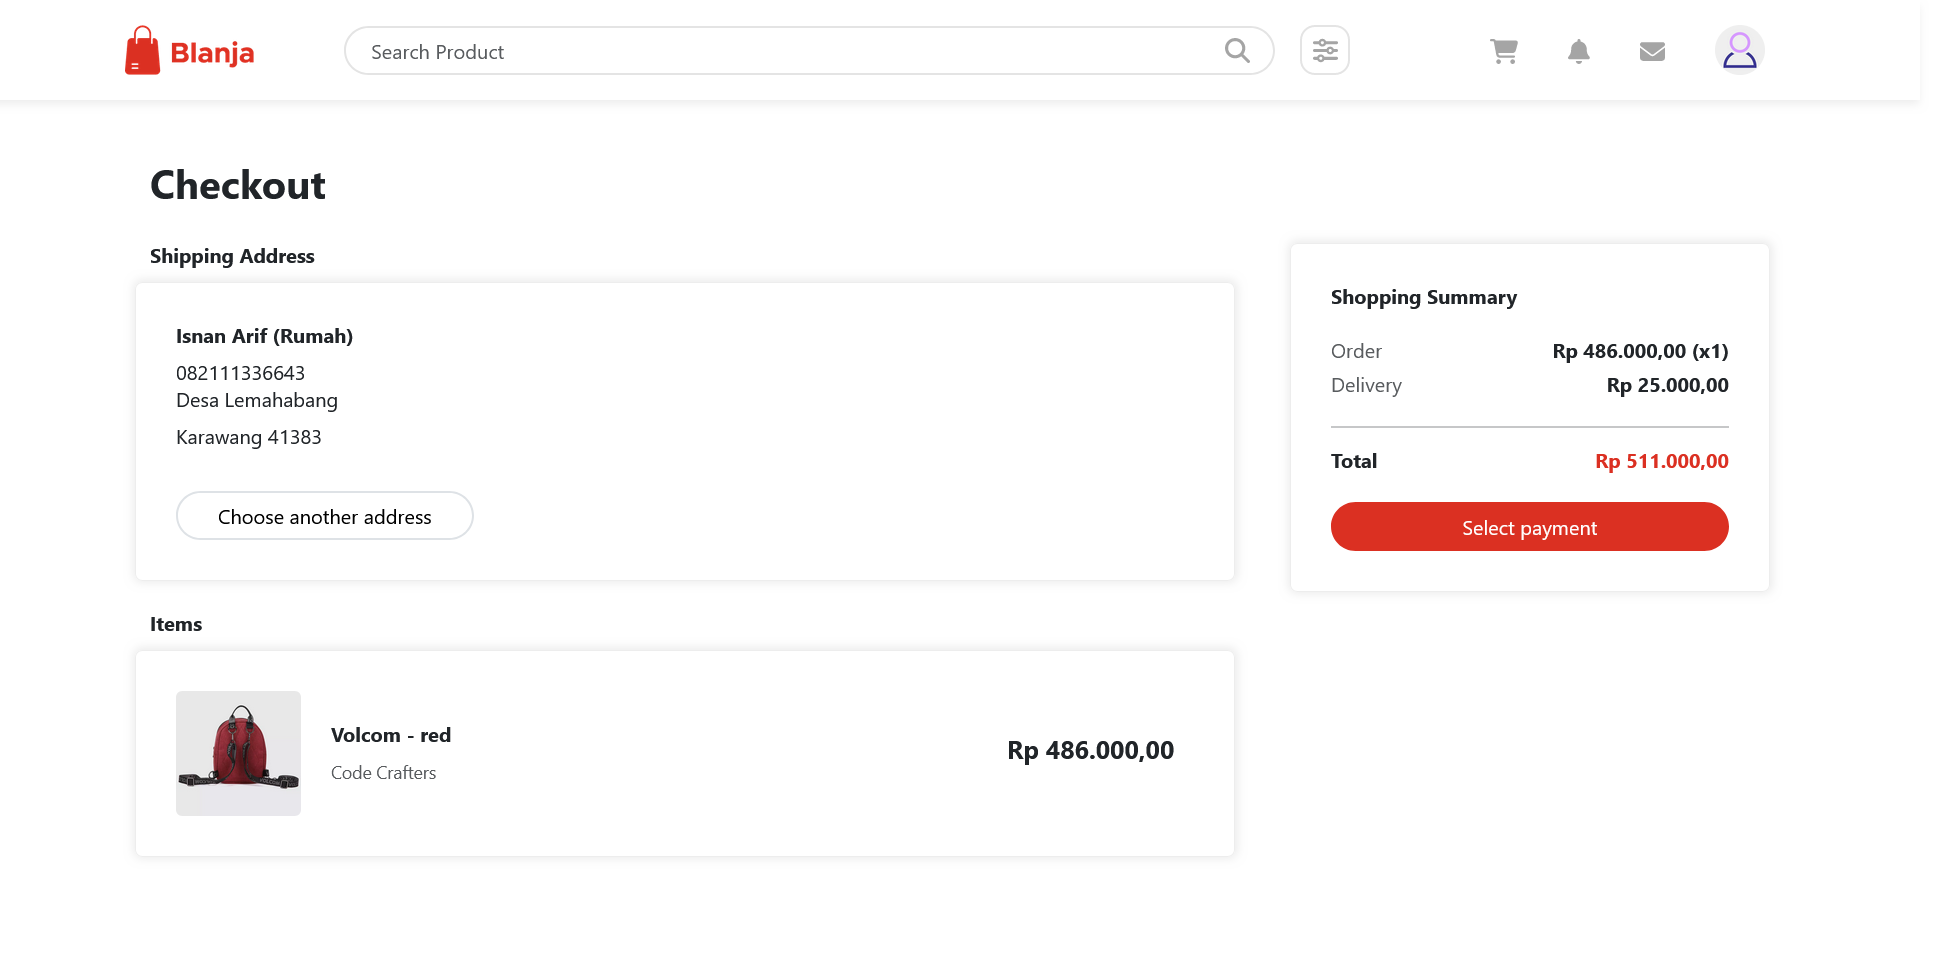 Blanja
Search Product
Checkout
Shipping Address
Isnan Arif (Rumah)
082111336643
Desa Lemahabang
Karawang 41383
Choose another address
Items
Volcom - red
Code Crafters
Rp 486.000,00
Shopping Summary
Order Rp 486.000,00 (x1)
Delivery Rp 25.000,00
Total Rp 511.000,00
Select payment